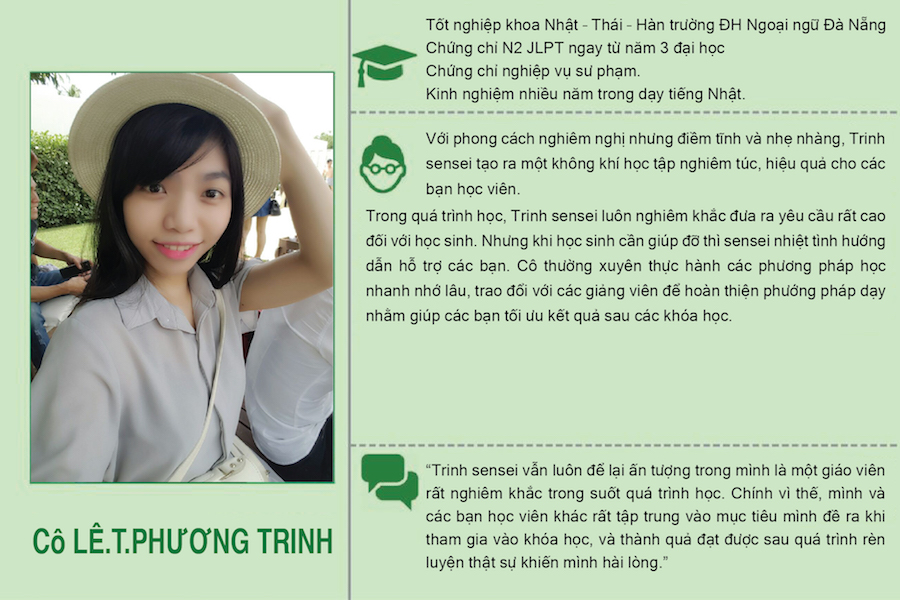 Tốt nghiệp khoa Nhật - Thái - Hàn trường ĐH Ngoại ngữ Đà Nẵng
Chứng chỉ N2 JLPT ngay từ năm 3 đại học
Chứng chỉ nghiệp vụ sư phạm.
Kinh nghiệm nhiều năm trong dạy tiếng Nhật.
Với phong cách nghiêm nghị nhưng điềm tĩnh và nhẹ nhàng, Trinh
sensei tạo ra một không khí học tập nghiêm túc, hiệu quả cho các
bạn học viên.
Trong quá trình học, Trinh sensei luôn nghiêm khắc đưa ra yêu cầu rất cao
đối với học sinh. Nhưng khi học sinh cần giúp đỡ thì sensei nhiệt tình hướng
dẫn hỗ trợ các bạn. Cô thường xuyên thực hành các phương pháp học
nhanh nhớ lâu, trao đổi với các giảng viên để hoàn thiện phướng pháp dạy
nhằm giúp các bạn tối ưu kết quả sau các khóa học.
“Trinh sensei vẫn luôn để lại ấn tượng trong mình là một giáo viên
rất nghiêm khắc trong suốt quá trình học. Chính vì thế, mình và
các bạn học viên khác rất tập trung vào mục tiêu mình đê ra khi
tham gia vào khóa học, và thành quả đạt được sau quá trình rèn
luyện thật sự khiến mình hài lòng.”
Cô LÊ.T.PHƯƠNG TRINH